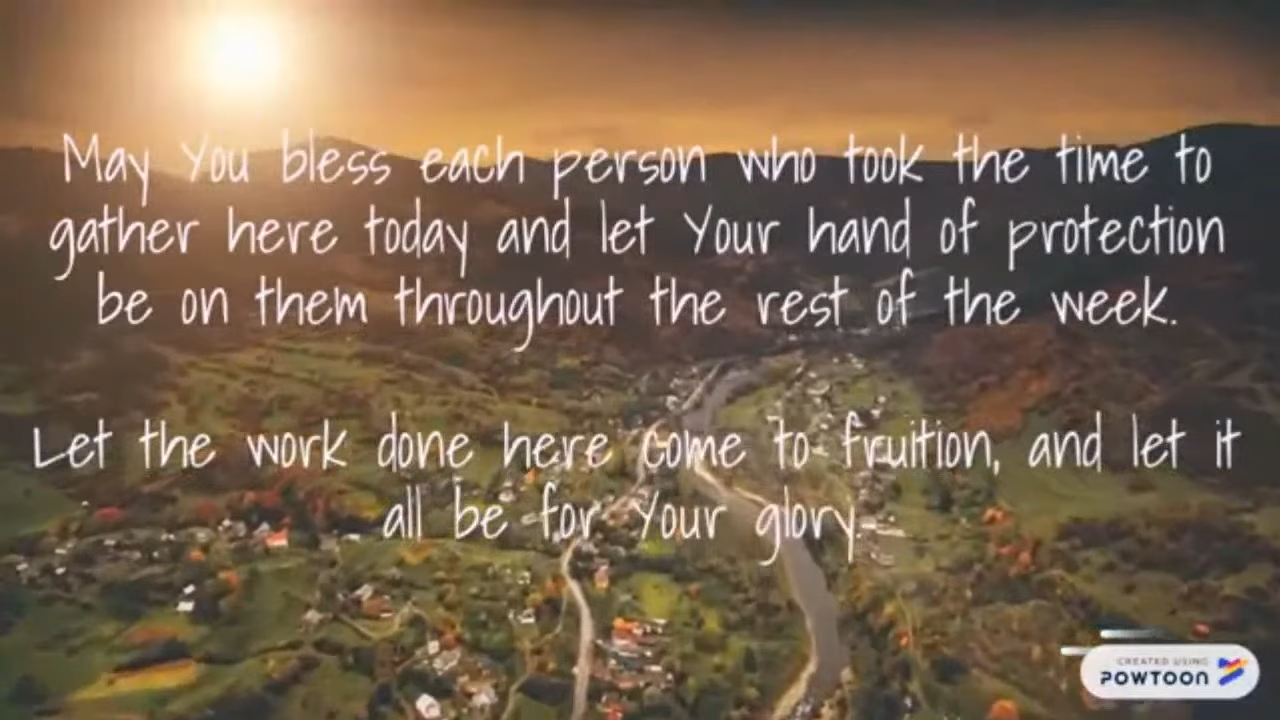 May You bless each person who took the time to
gather here today and let Your hand of protection
be on them throughout the rest of the week.
Let the work done here come to fruition, and let it
all be for Your glory.
CREATED USING
POWTOON